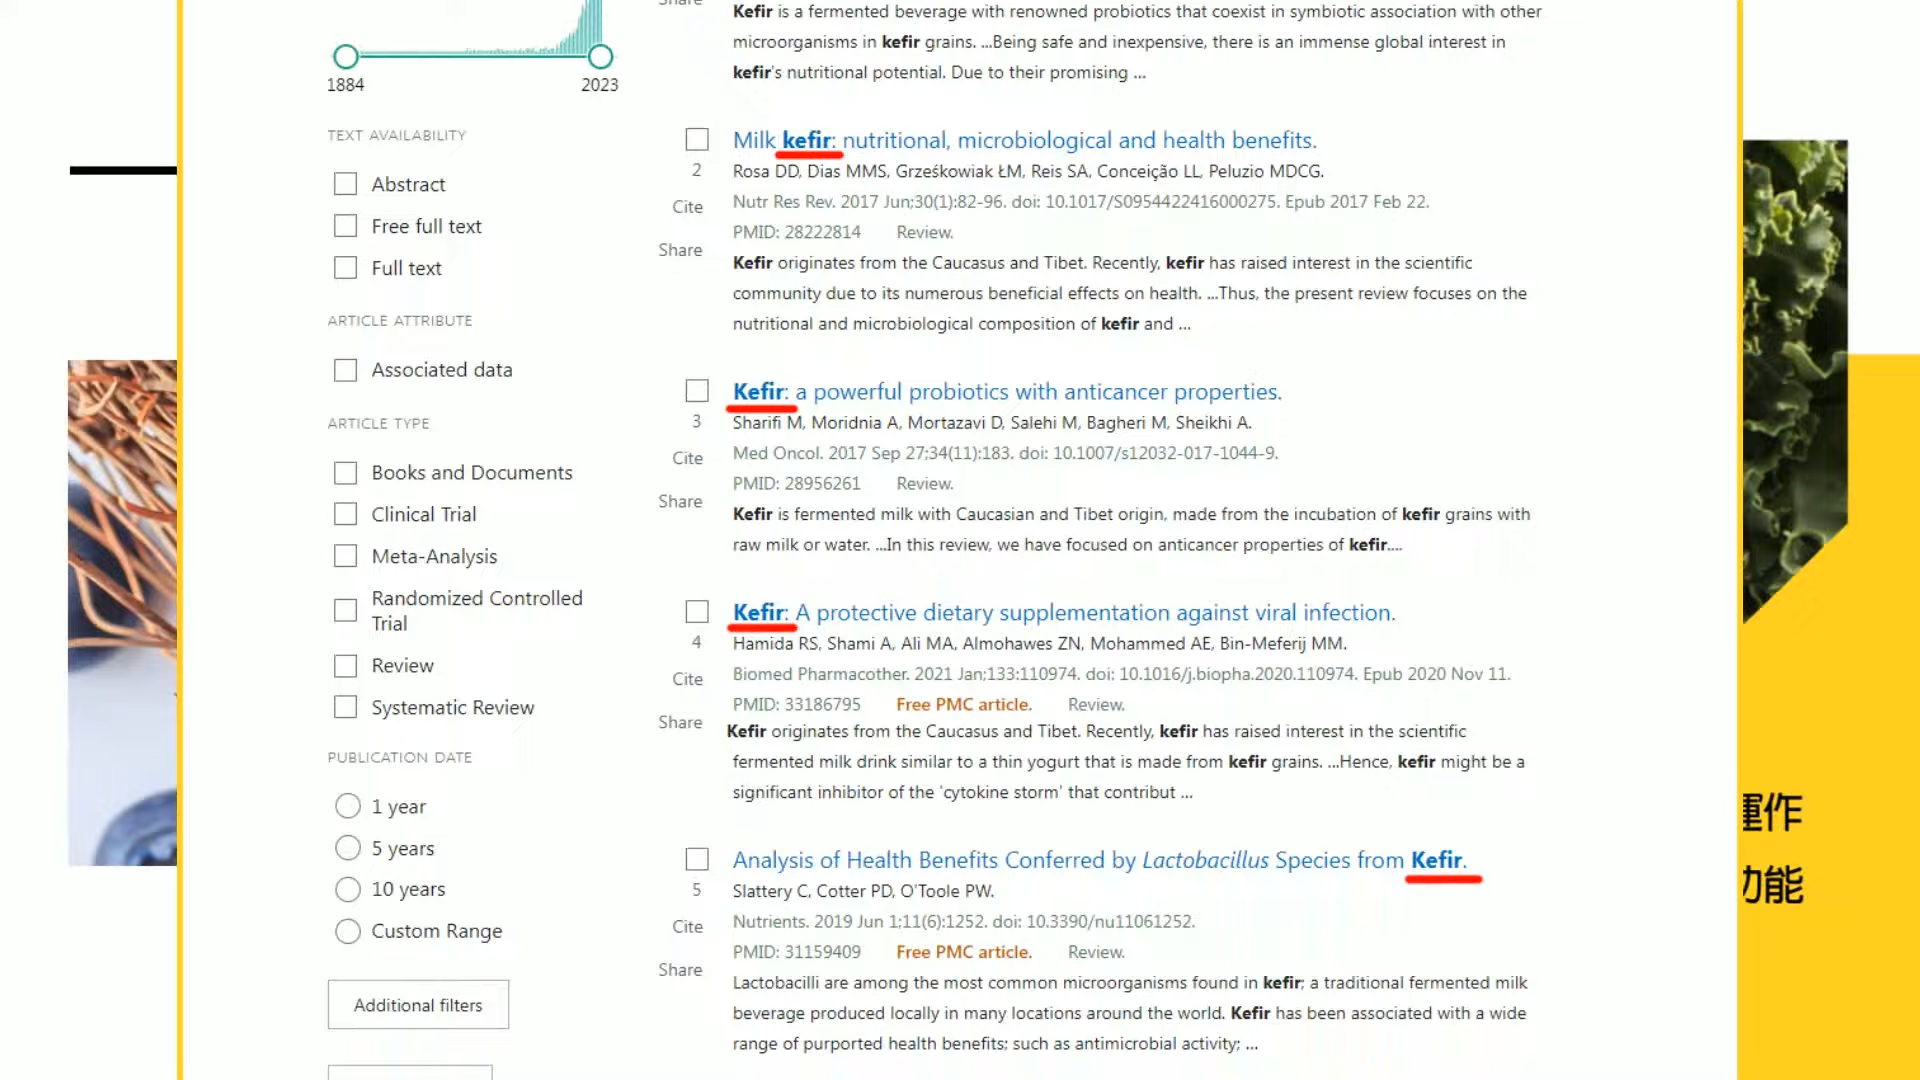 1884
2023
TEXT AVAILABILITY
Abstract
Free full text
Full text
ARTICLE ATTRIBUTE
Associated data
ARTICLE TYPE
Books and Documents
Clinical Trial
Meta-Analysis
Randomized Controlled
Trial
Review
Systematic Review
PUBLICATION DATE
1 year
5 years
10 years
Custom Range
Additional filters
Kefir is a fermented beverage with renowned probiotics that coexist in symbiotic association with other
microorganisms in kefir grains. ...Being safe and inexpensive, there is an immense global interest in
kefir's nutritional potential. Due to their promising ...
Milk kefir: nutritional, microbiological and health benefits.
2
Rosa DD, Dias MMS, Grześkowiak ŁM, Reis SA, Conceição LL, Peluzio MDCG.
Cite
Nutr Res Rev. 2017 Jun;30(1):82-96. doi: 10.1017/S0954422416000275. Epub 2017 Feb 22.
PMID: 28222814 Review.
Share
Kefir originates from the Caucasus and Tibet. Recently, kefir has raised interest in the scientific
community due to its numerous beneficial effects on health. ...Thus, the present review focuses on the
nutritional and microbiological composition of kefir and ...
Kefir: a powerful probiotics with anticancer properties.
3
Sharifi M, Moridnia A, Mortazavi D, Salehi M, Bagheri M, Sheikhi A.
Cite
Med Oncol. 2017 Sep 27;34(11):183. doi: 10.1007/s12032-017-1044-9.
PMID: 28956261 Review.
Share
Kefir is fermented milk with Caucasian and Tibet origin, made from the incubation of kefir grains with
raw milk or water. ...In this review, we have focused on anticancer properties of kefir....
Kefir: A protective dietary supplementation against viral infection.
4
Hamida RS, Shami A, Ali MA, Almohawes ZN, Mohammed AE, Bin-Meferij MM.
Cite
Biomed Pharmacother. 2021 Jan;133:110974. doi: 10.1016/j.biopha.2020.110974. Epub 2020 Nov 11.
PMID: 33186795 Free PMC article. Review.
Share
Kefir originates from the Caucasus and Tibet. Recently, kefir has raised interest in the scientific
fermented milk drink similar to a thin yogurt that is made from kefir grains. ...Hence, kefir might be a
significant inhibitor of the 'cytokine storm' that contribut ...
Analysis of Health Benefits Conferred by Lactobacillus Species from Kefir.
5
Slattery C, Cotter PD, O'Toole PW.
Cite
Nutrients. 2019 Jun 1;11(6):1252. doi: 10.3390/nu11061252.
PMID: 31159409 Free PMC article. Review.
Share
Lactobacilli are among the most common microorganisms found in kefir; a traditional fermented milk
beverage produced locally in many locations around the world. Kefir has been associated with a wide
range of purported health benefits; such as antimicrobial activity; ...
運作
功能